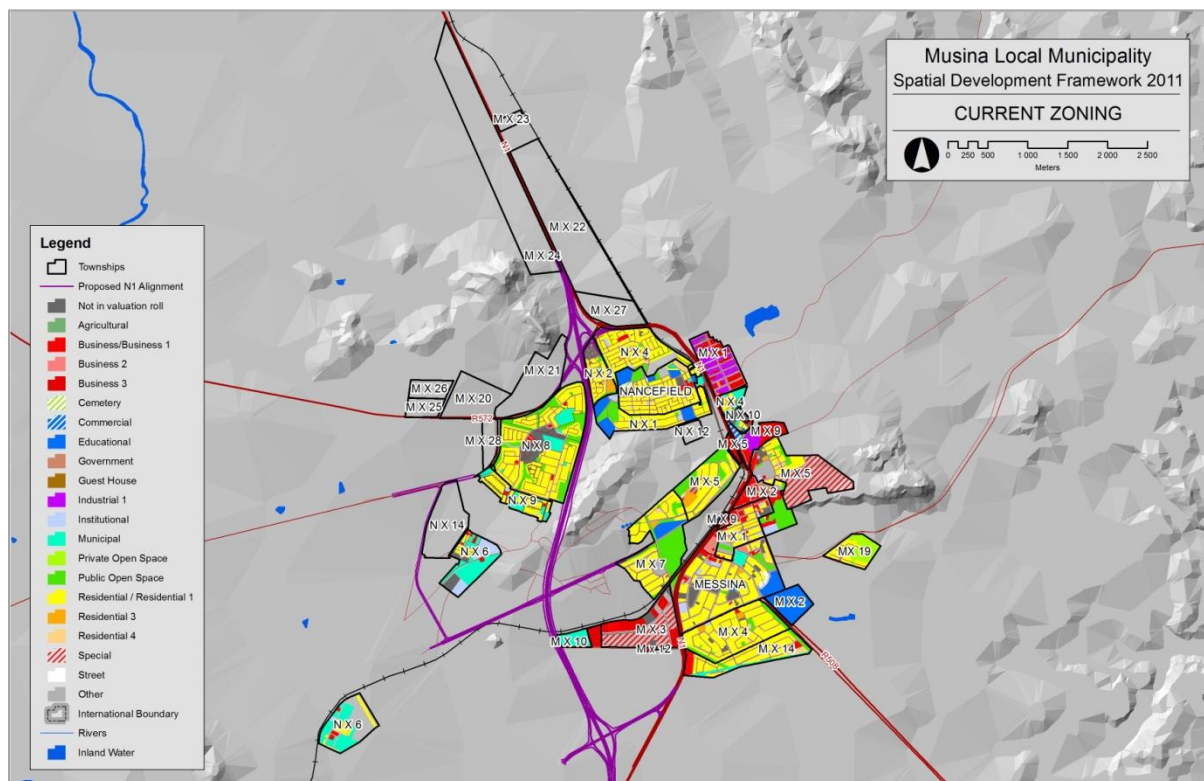 Musina Local Municipality
Spatial Development Framework 2011
CURRENT ZONING
0 250 500 1 000 1 500 2 000 2 500
Meters
Legend
Townships
Proposed N1 Alignment
Not in valuation roll
Agricultural
Business/Business 1
Business 2
Business 3
Cemetery
Commercial
Educational
Government
Guest House
Industrial 1
Institutional
Municipal
Private Open Space
Public Open Space
Residential / Residential 1
Residential 3
Residential 4
Special
Street
Other
International Boundary
Rivers
Inland Water
M X 23
N1
M X 22
M X 24
M X 27
N X 4
M X 1
N1
M X 21
N X 2
M X 26
M X 20
NANCEFIELD
M X 25
N X 4
R572
N X 1
N X 10
N X 12
M X 9
M X 28
N X 8
M X 5
M X 5
M X 5
M X 2
N X 9
M X 9
N X 14
M X 1
N X 6
MX 19
M X 7
MESSINA
M X 2
M X 3
M X 4
M X 10
M X 12
N1
M X 14
N X 6